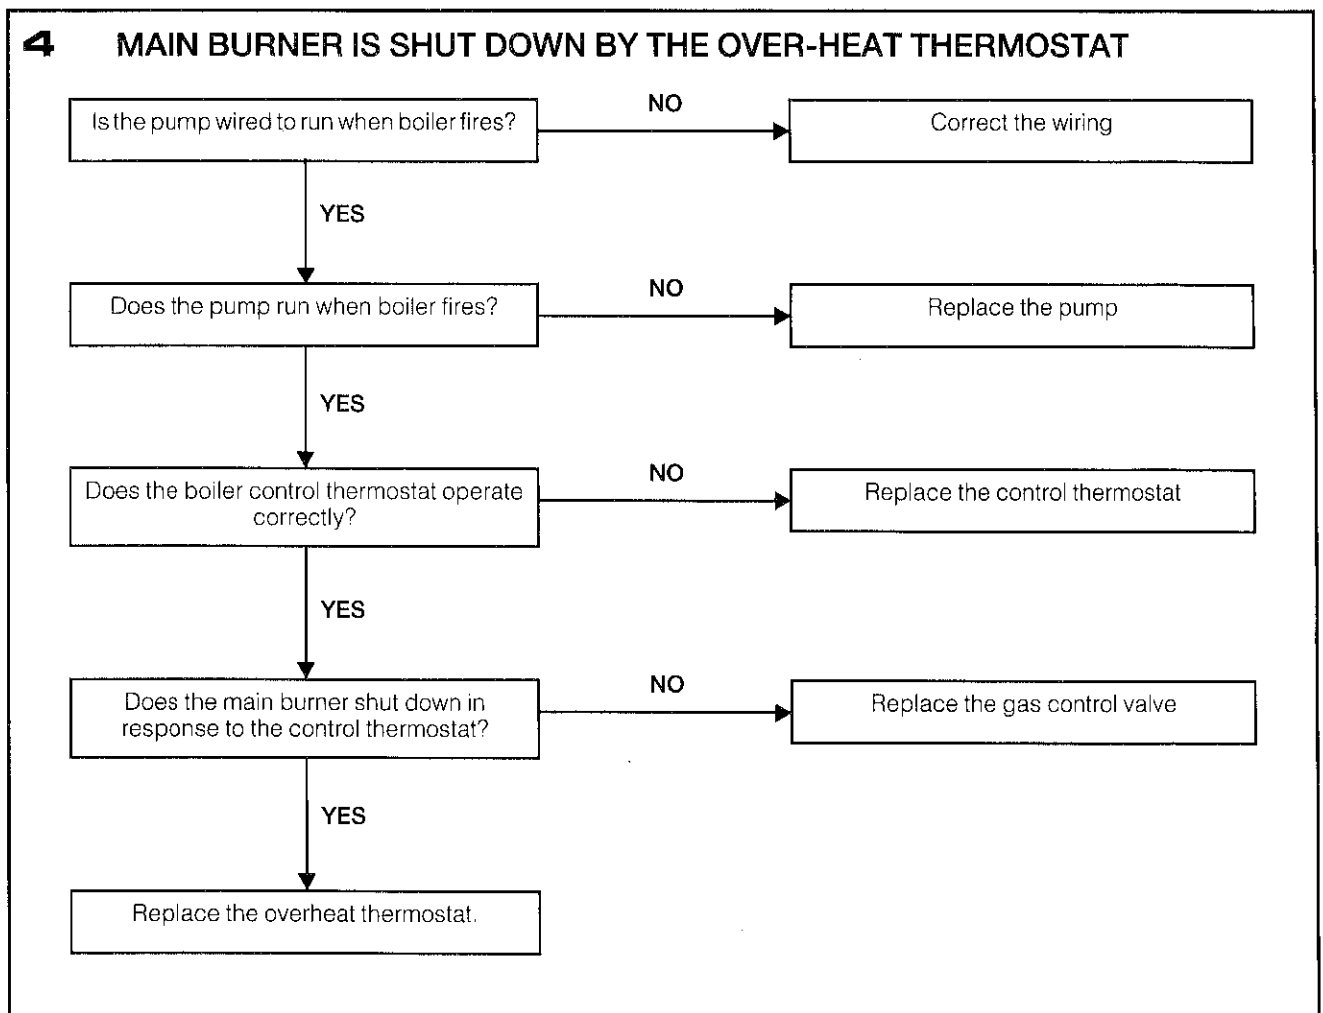 4 MAIN BURNER IS SHUT DOWN BY THE OVER-HEAT THERMOSTAT
Is the pump wired to run when boiler fires?
NO
Correct the wiring
YES
Does the pump run when boiler fires?
NO
Replace the pump
YES
Does the boiler control thermostat operate
correctly?
NO
Replace the control thermostat
YES
Does the main burner shut down in
response to the control thermostat?
NO
Replace the gas control valve
YES
Replace the overheat thermostat.